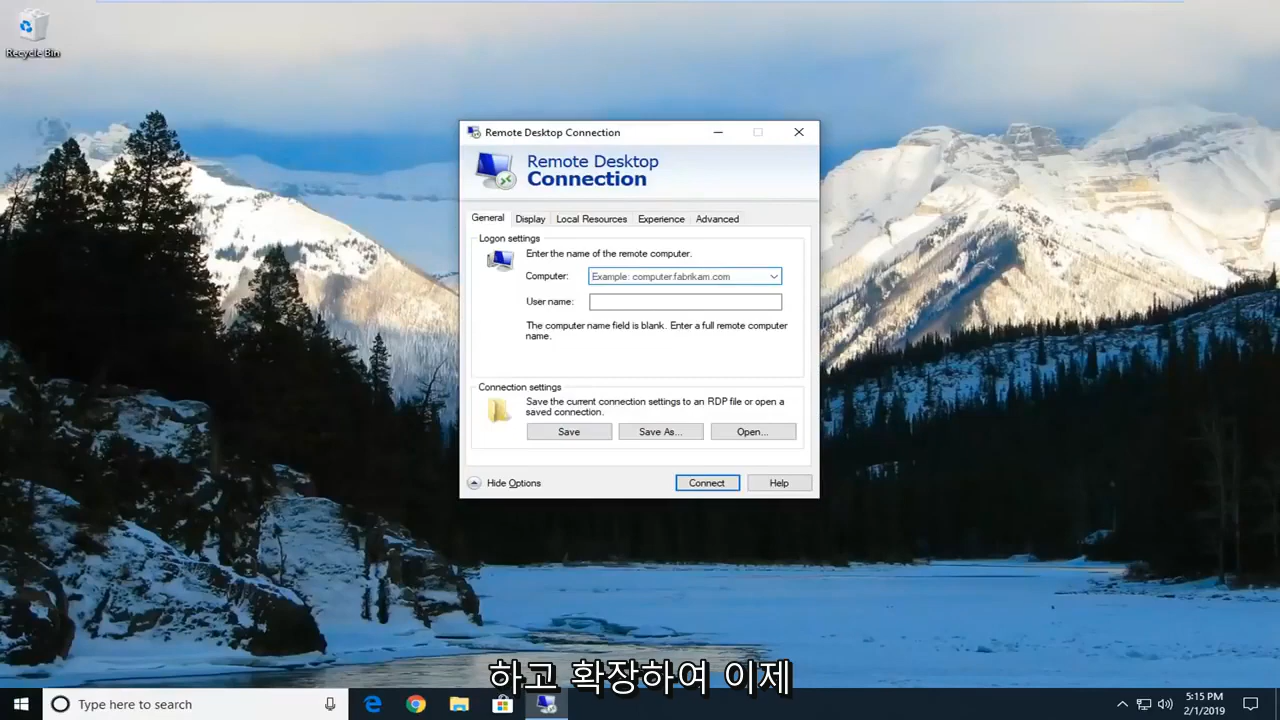 Recycle Bin
Remote Desktop Connection
Remote Desktop
Connection
General Display Local Resources Experience Advanced
Logon settings
Enter the name of the remote computer.
Computer: Example: computer.fabrikam.com
User name:
The computer name field is blank. Enter a full remote computer
name.
Connection settings
Save the current connection settings to an RDP file or open a
saved connection.
Save Save As... Open...
Hide Options Connect Help
하고 확장하여 이제
Type here to search
5:15 PM
2/1/2019